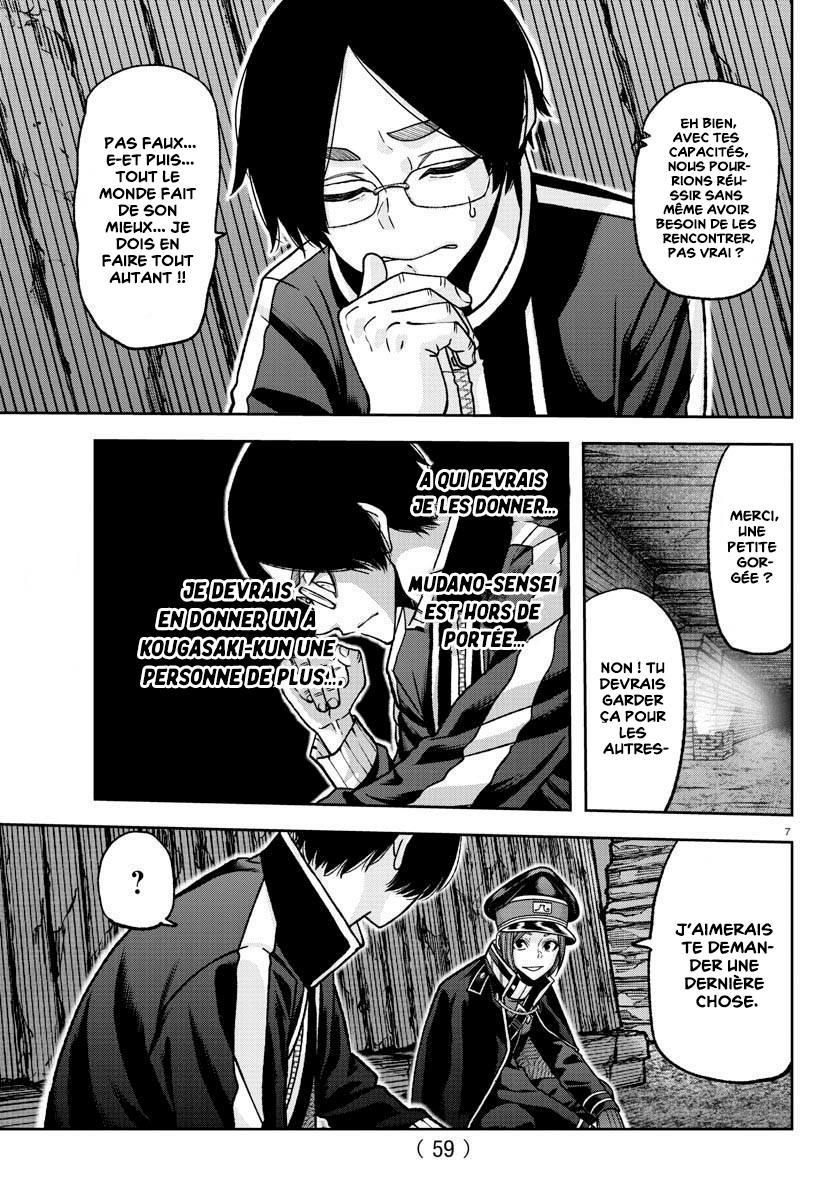 EH BIEN,
AVEC TES
CAPACITÉS,
NOUS POUR-
RIONS RÉUS-
SIR SANS
MÊME AVOIR
BESOIN DE LES
RENCONTRER,
PAS VRAI ?
PAS FAUX...
E-ET PUIS...
TOUT LE
MONDE FAIT
DE SON
MIEUX... JE
DOIS EN
FAIRE TOUT
AUTANT !!
MERCI,
UNE
PETITE
GOR-
GÉE ?
NON ! TU
DEVRAIS
GARDER
ÇA POUR
LES
AUTRES-
A QUI DEVRAIS
JE LES DONNER...
MUDANO-SENSEI
EST HORS DE
PORTÉE...
JE DEVRAIS
EN DONNER UN À
KOUGASAKI-KUN UNE
PERSONNE DE PLUS...,
7
J'AIMERAIS
TE DEMAN-
DER UNE
DERNIÈRE
CHOSE.
?
( 59 )